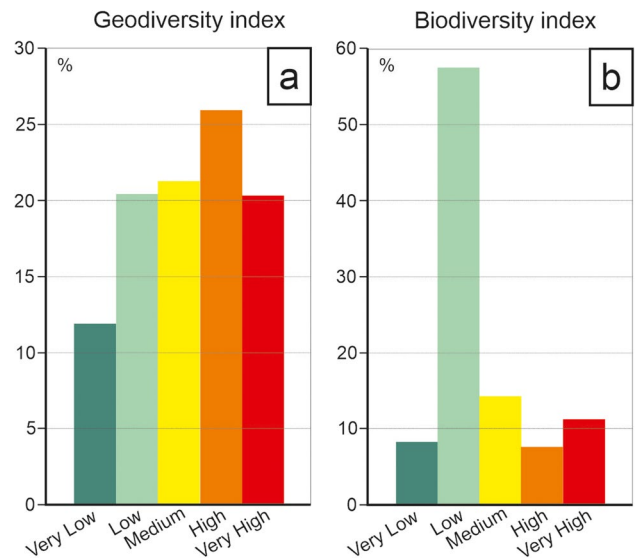 Geodiversity index
30
%
a
25
20
15
10
5
0
Very Low
Low
Medium
High
Very High
Biodiversity index
60
%
b
50
40
30
20
10
0
Very Low
Low
Medium
High
Very High